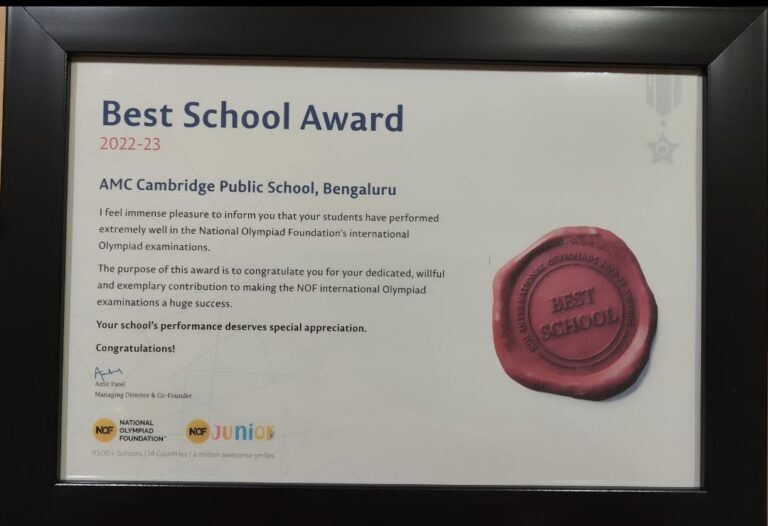 Best School Award
2022-23
AMC Cambridge Public School, Bengaluru
I feel immense pleasure to inform you that your students have performed
extremely well in the National Olympiad Foundation's international
Olympiad examinations.
The purpose of this award is to congratulate you for your dedicated, willful
and exemplary contribution to making the NOF international Olympiad
examinations a huge success.
Your school's performance deserves special appreciation.
Congratulations!
Amit Patel
Managing Director & Co-Founder
NOF NATIONAL
OLYMPIAD
FOUNDATION™
NOF JUNIOR
4500+ Schools | 14 Countries | a million awesome smiles
BEST
SCHOOL